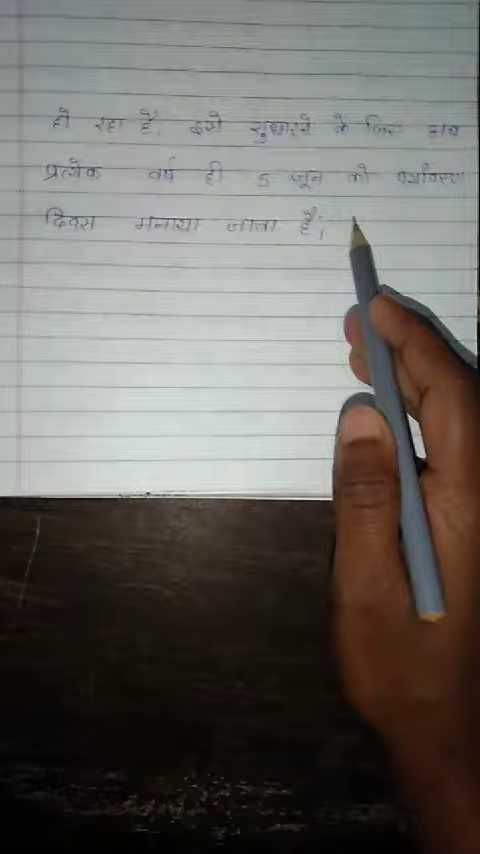 हो रहा है, इसे सुधारने के लिए अब
प्रत्येक वर्ष ही 5 जून को पर्यावरण
दिवस मनाया जाता है।